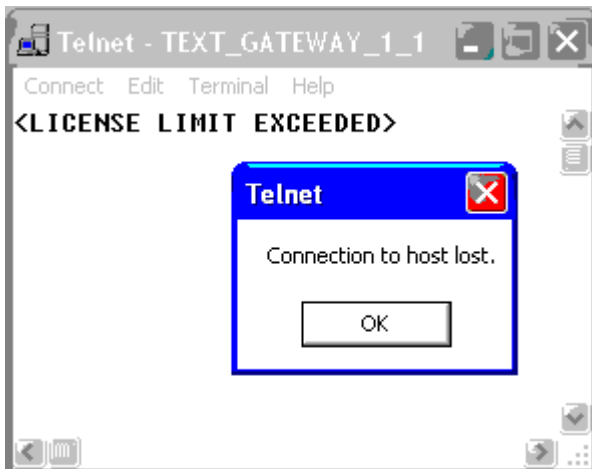 Telnet - TEXT_GATEWAY_1_1
Connect Edit Terminal Help
<LICENSE LIMIT EXCEEDED>
Telnet
Connection to host lost.
OK